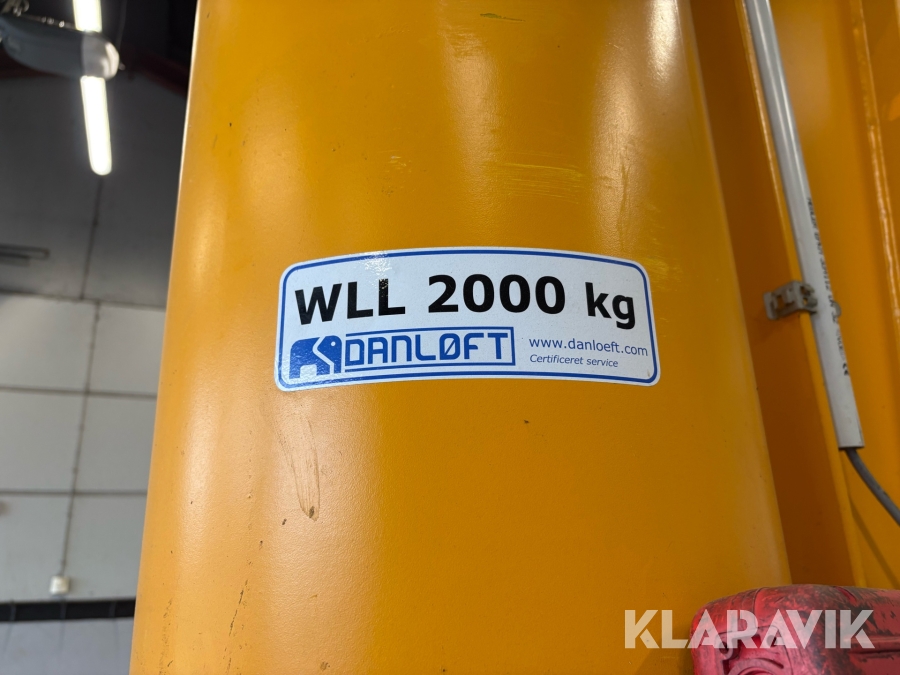 WLL 2000 kg
DANLØFT
www.danloeft.com
Certificeret service
KLARAVIK